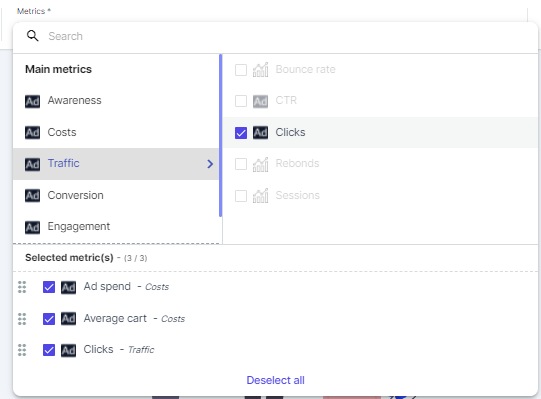 Metrics *
Search
Main metrics
Ad Awareness
Ad Costs
Ad Traffic
Ad Conversion
Ad Engagement
Bounce rate
Ad CTR
Ad Clicks
Rebonds
Sessions
Selected metric(s) - (3 / 3)
Ad Ad spend - Costs
Ad Average cart - Costs
Ad Clicks - Traffic
Deselect all